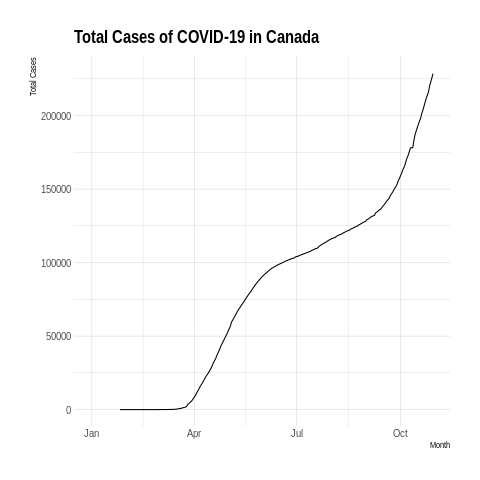 Total Cases of COVID-19 in Canada
Total Cases
200000
150000
100000
50000
0
Jan Apr Jul Oct
Month